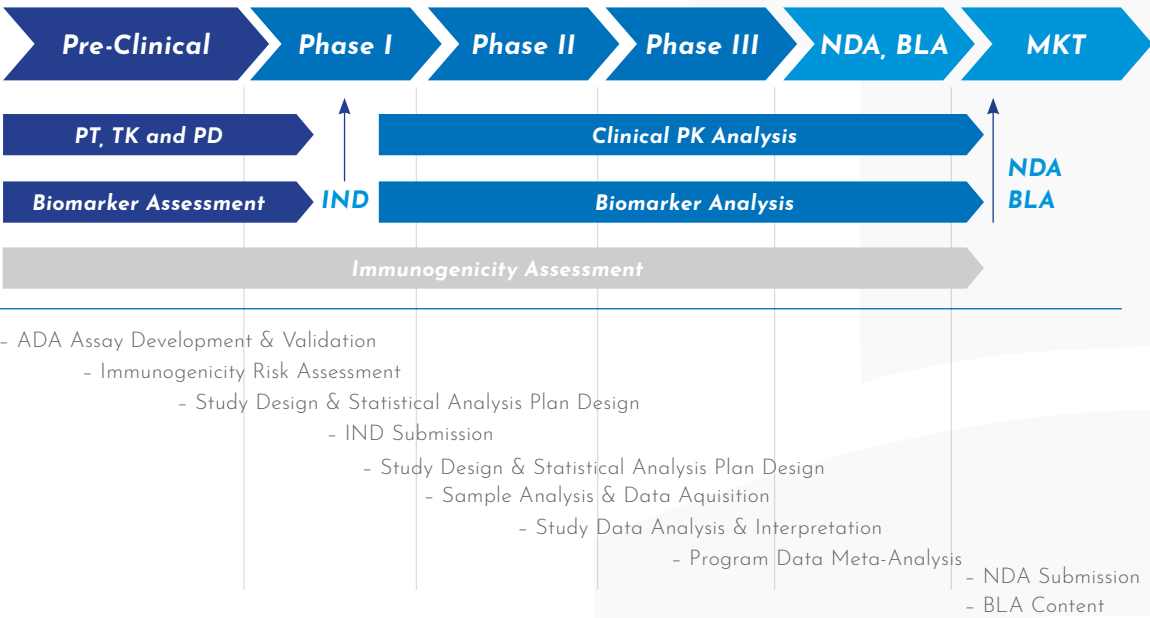 Pre-Clinical
Phase I
Phase II
Phase III
NDA, BLA
MKT
PT, TK and PD
Clinical PK Analysis
Biomarker Assessment
IND
Biomarker Analysis
NDA
BLA
Immunogenicity Assessment
– ADA Assay Development & Validation
– Immunogenicity Risk Assessment
– Study Design & Statistical Analysis Plan Design
– IND Submission
– Study Design & Statistical Analysis Plan Design
– Sample Analysis & Data Aquisition
– Study Data Analysis & Interpretation
– Program Data Meta-Analysis
– NDA Submission
– BLA Content